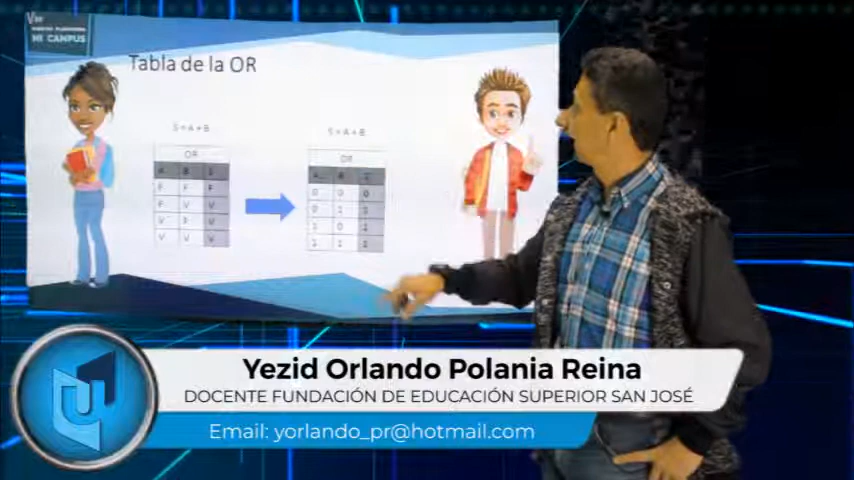 MI CAMPUS
Tabla de la OR
S = A + B
S = A + B
OR
OR
A B S
A B S
F F F
0 0 0
F V V
0 1 1
V F V
1 0 1
V V V
1 1 1
Yezid Orlando Polania Reina
DOCENTE FUNDACIÓN DE EDUCACIÓN SUPERIOR SAN JOSÉ
Email: yorlando_pr@hotmail.com